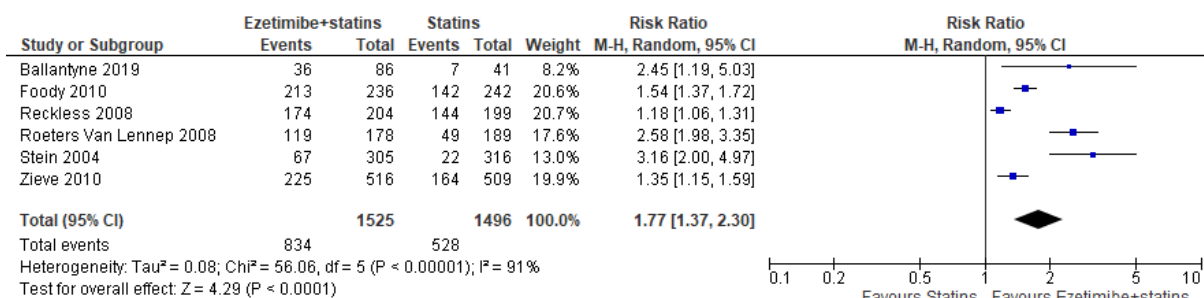 Ezetimibe+statins Statins Risk Ratio Risk Ratio
Study or Subgroup Events Total Events Total Weight M-H, Random, 95% CI M-H, Random, 95% CI
Ballantyne 2019 36 86 7 41 8.2% 2.45 [1.19, 5.03]
Foody 2010 213 236 142 242 20.6% 1.54 [1.37, 1.72]
Reckless 2008 174 204 144 199 20.7% 1.18 [1.06, 1.31]
Roeters Van Lennep 2008 119 178 49 189 17.6% 2.58 [1.98, 3.35]
Stein 2004 67 305 22 316 13.0% 3.16 [2.00, 4.97]
Zieve 2010 225 516 164 509 19.9% 1.35 [1.15, 1.59]
Total (95% CI) 1525 1496 100.0% 1.77 [1.37, 2.30]
Total events 834 528
Heterogeneity: Tau² = 0.08; Chi² = 56.06, df = 5 (P < 0.00001); I² = 91%
Test for overall effect: Z = 4.29 (P < 0.0001)
0.1 0.2 0.5 1 2 5 10
Favours Statins Favours Ezetimibe+statins